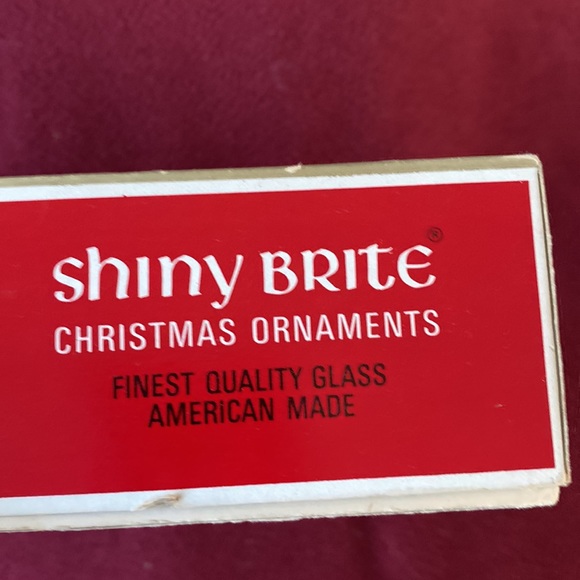 shiny BRITE®
CHRISTMAS ORNAMENTS
FINEST QUALITY GLASS
AMERICAN MADE